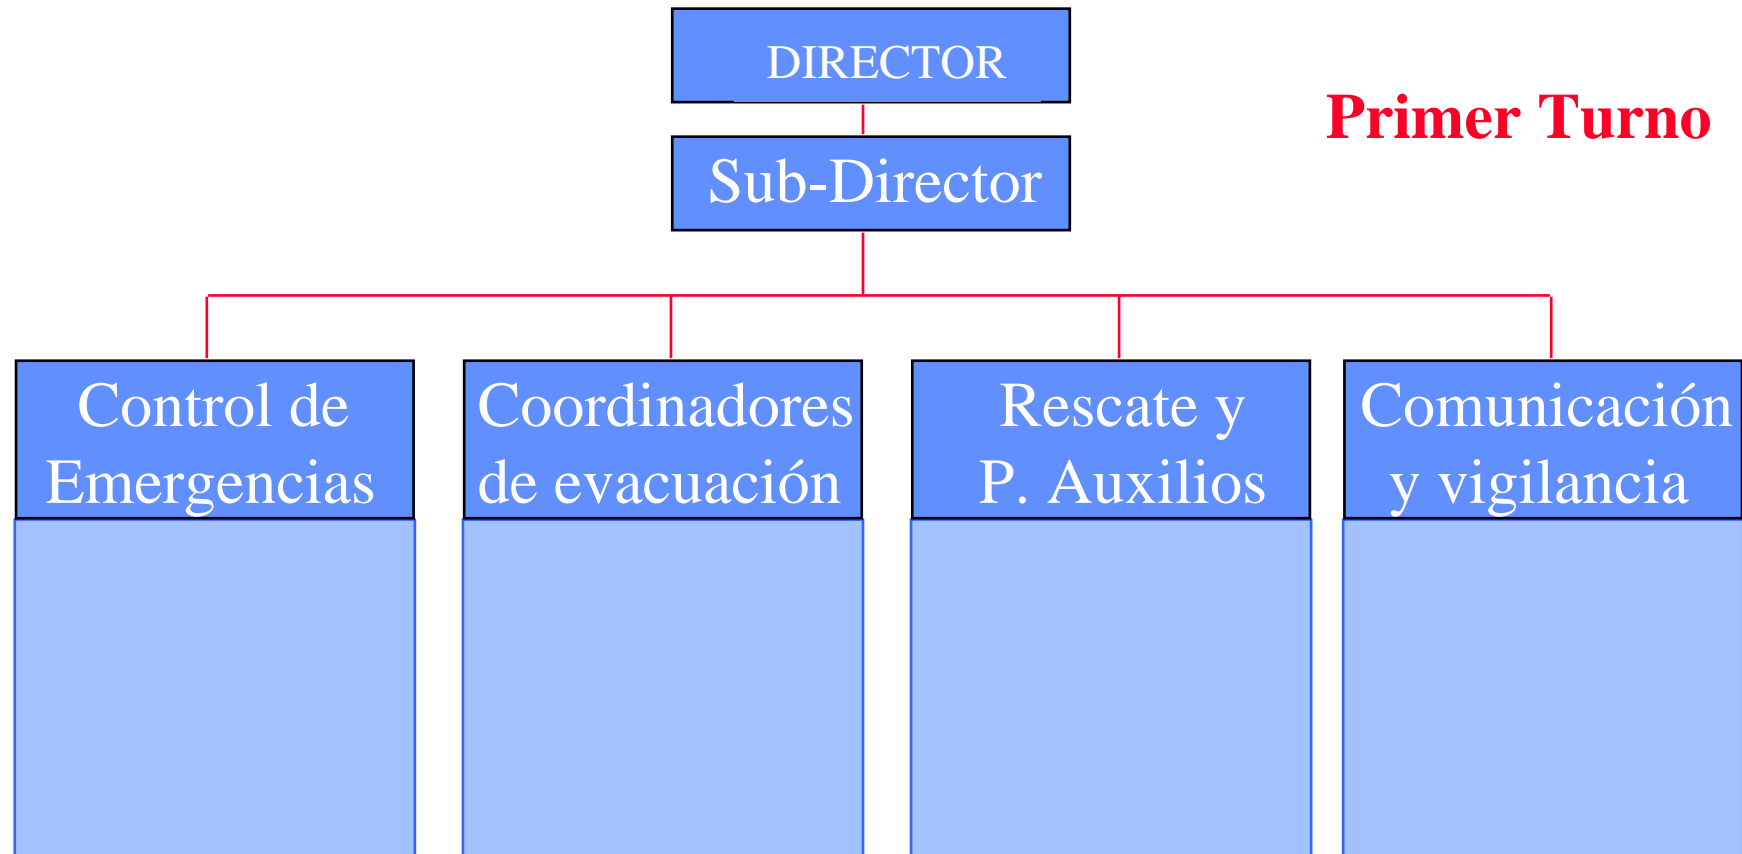 DIRECTOR
Primer Turno
Sub-Director
Control de
Emergencias
Coordinadores
de evacuación
Rescate y
P. Auxilios
Comunicación
y vigilancia